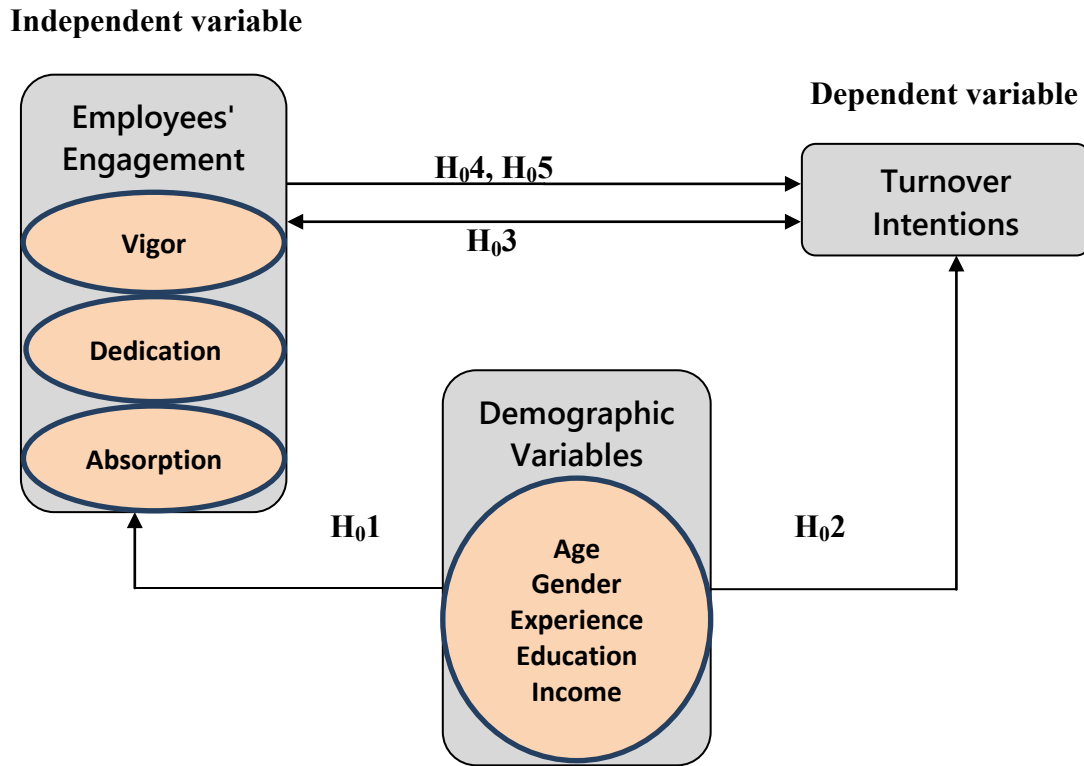 Independent variable
Employees'
Engagement
Vigor
Dedication
Absorption
Dependent variable
Turnover
Intentions
H₀4, H₀5
H₀3
Demographic
Variables
Age
Gender
Experience
Education
Income
H₀1
H₀2